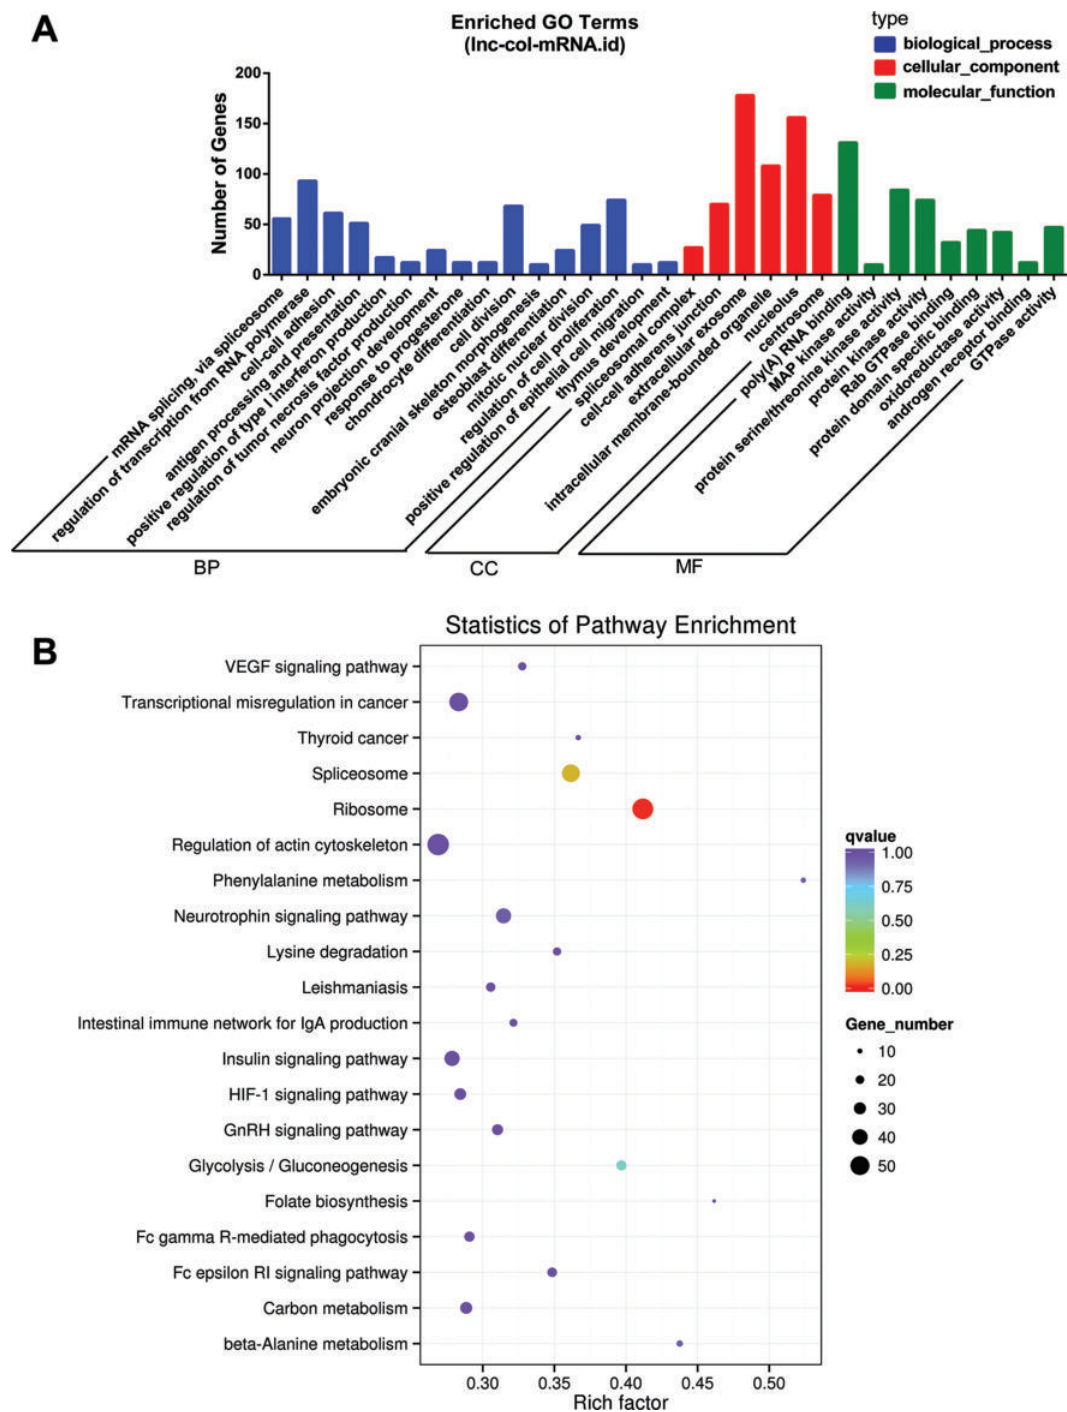 A
Enriched GO Terms
(lnc-col-mRNA.id)
type
biological_process
cellular_component
molecular_function
Number of Genes
200
150
100
50
0
mRNA splicing, via spliceosome
regulation of transcription from RNA polymerase
cell-cell adhesion
antigen processing and presentation
positive regulation of type I interferon production
regulation of tumor necrosis factor production
neuron projection development
response to progesterone
chondrocyte differentiation
cell division
embryonic cranial skeleton morphogenesis
osteoblast differentiation
mitotic nuclear division
regulation of cell proliferation
positive regulation of epithelial cell migration
thymus development
spliceosomal complex
cell-cell adherens junction
extracellular exosome
intracellular membrane-bounded organelle
nucleolus
centrosome
poly(A) RNA binding
MAP kinase activity
protein serine/threonine kinase activity
protein kinase activity
Rab GTPase binding
protein domain specific binding
oxidoreductase activity
androgen receptor binding
GTPase activity
BP
CC
MF
B
Statistics of Pathway Enrichment
VEGF signaling pathway
Transcriptional misregulation in cancer
Thyroid cancer
Spliceosome
Ribosome
Regulation of actin cytoskeleton
Phenylalanine metabolism
Neurotrophin signaling pathway
Lysine degradation
Leishmaniasis
Intestinal immune network for IgA production
Insulin signaling pathway
HIF-1 signaling pathway
GnRH signaling pathway
Glycolysis / Gluconeogenesis
Folate biosynthesis
Fc gamma R-mediated phagocytosis
Fc epsilon RI signaling pathway
Carbon metabolism
beta-Alanine metabolism
0.30 0.35 0.40 0.45 0.50
Rich factor
qvalue
1.00
0.75
0.50
0.25
0.00
Gene_number
10
20
30
40
50